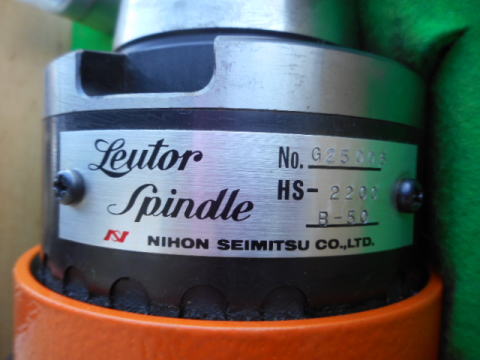 Leutor
Spindle
No.
HS-2200
B-50
N NIHON SEIMITSU CO.,LTD.